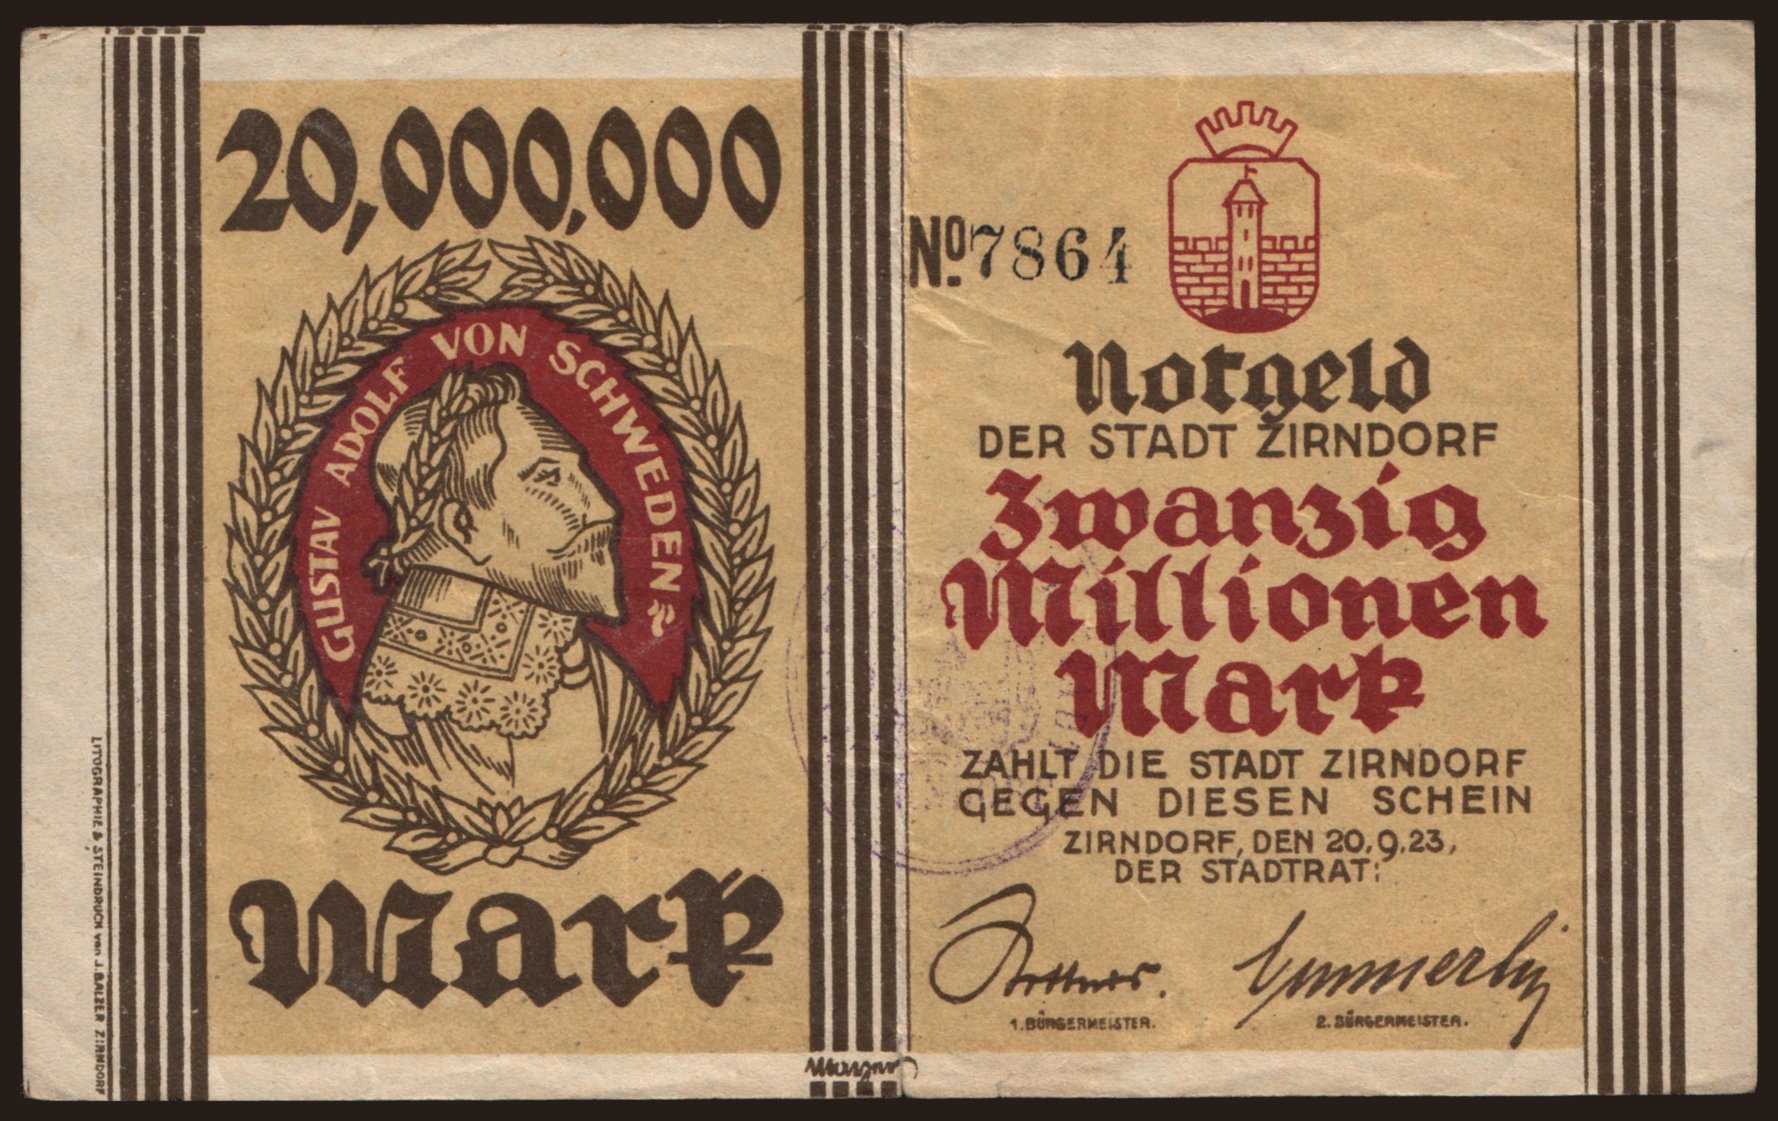 20,000,000
GUSTAV ADOLF VON SCHWEDEN
Mark
LITOGRAPHIE & STEINDRUCK von J. BALZER ZIRNDORF
No. 7864
Notgeld
DER STADT ZIRNDORF
Zwanzig
Millionen
Mark
ZAHLT DIE STADT ZIRNDORF
GEGEN DIESEN SCHEIN
ZIRNDORF, DEN 20.9.23,
DER STADTRAT:
1. BÜRGERMEISTER.
2. BÜRGERMEISTER.